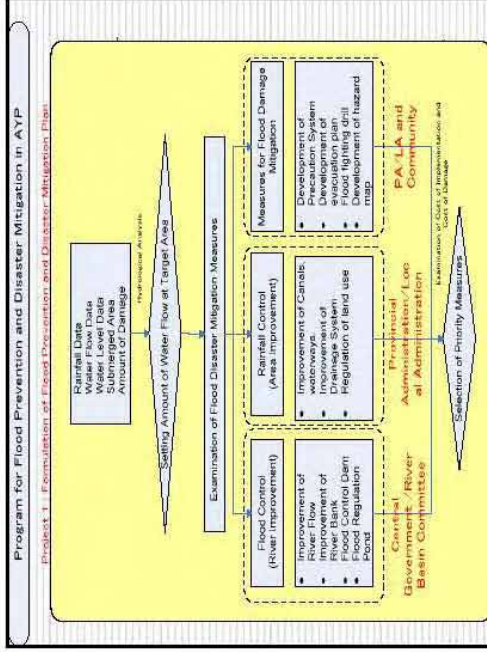 Program for Flood Prevention and Disaster Mitigation in AYP
Project 1 : Formulation of Flood Prevention and Disaster Mitigation Plan
Rainfall Data
Water Flow Data
Water Level Data
Submerged Area
Amount of Damage
Hydrological Analysis
Setting Amount of Water Flow at Target Area
Examination of Flood Disaster Mitigation Measures
Flood Control
(River Improvement)
• Improvement of
River Flow
• Improvement of
River Bank
• Flood Control Dam
• Flood Regulation
Pond
Central
Government /River
Basin Committee
Rainfall Control
(Area Improvement)
• Improvement of Canals,
waterways.
• Improvement of
Drainage System
• Regulation of land use
Provincial
Administration/Loc
al Administration
Measures for Flood Damage
Mitigation
• Development of
Precaution System
• Development of
evacuation plan
• Flood fighting drill
• Development of hazard
map
PA/LA and
Community
Examination of Costs of Implementation and
Cost of Damage
Selection of Priority Measures